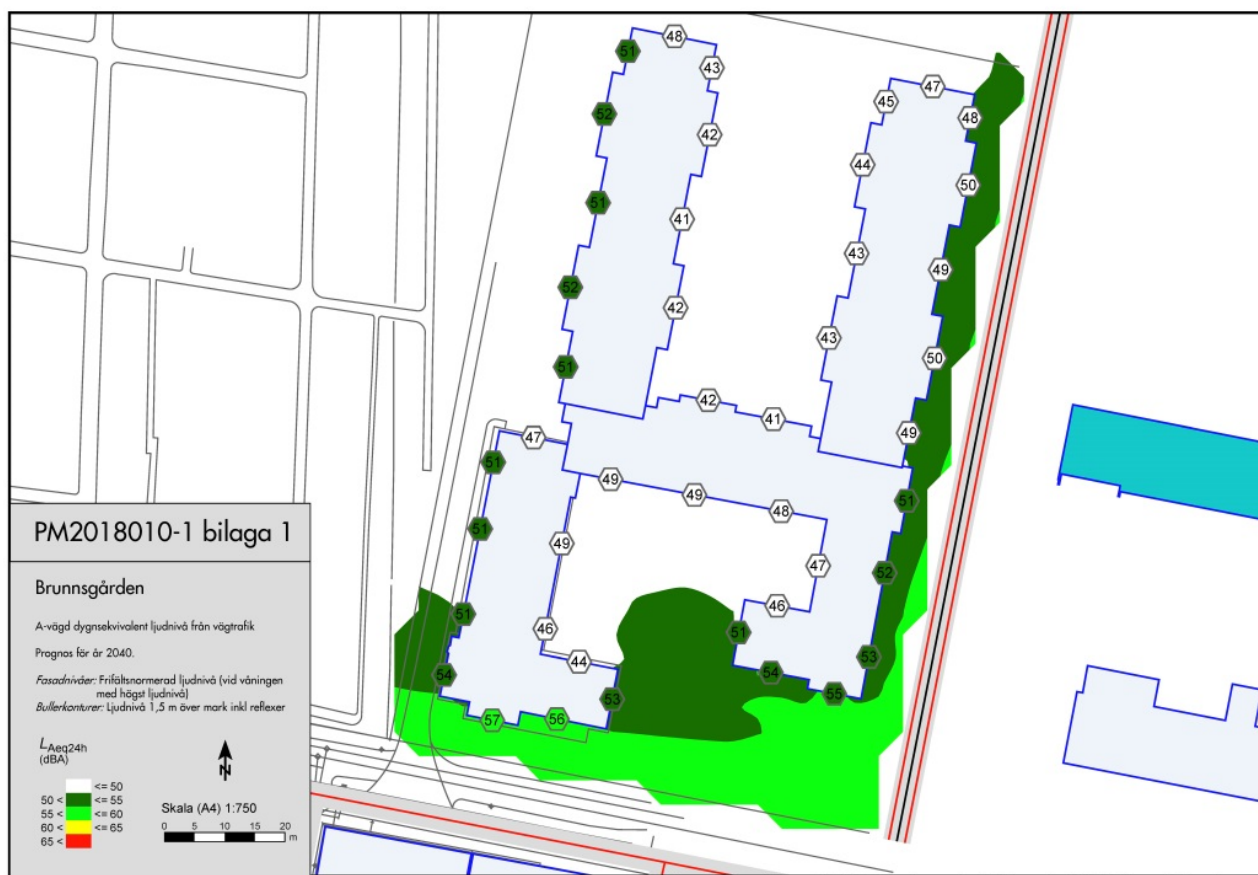 48
51
43
47
45
48
52
42
44
50
51
41
43
49
52
42
43
50
51
42
41
49
47
51
49
49
48
51
51
49
47
52
46
51
46
51
44
53
54
54
53
55
57
56
PM2018010-1 bilaga 1
Brunnsgården
A-vägd dygnsekvivalent ljudnivå från vägtrafik
Prognos för år 2040.
Fasadnivåer: Frifältsnormerad ljudnivå (vid våningen
med högst ljudnivå)
Bullerkonturer: Ljudnivå 1,5 m över mark inkl reflexer
LAeq24h
(dBA)
<= 50
50 < <= 55
55 < <= 60
60 < <= 65
65 <
N
Skala (A4) 1:750
0 5 10 15 20
m